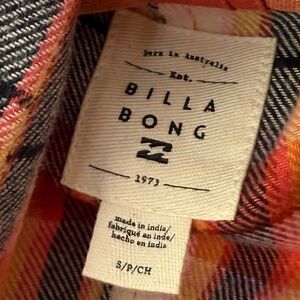 Born in Australia
Est.
BILLA
BONG
1973
made in india/
fabriqué en inde/
hecho en india
S/P/CH